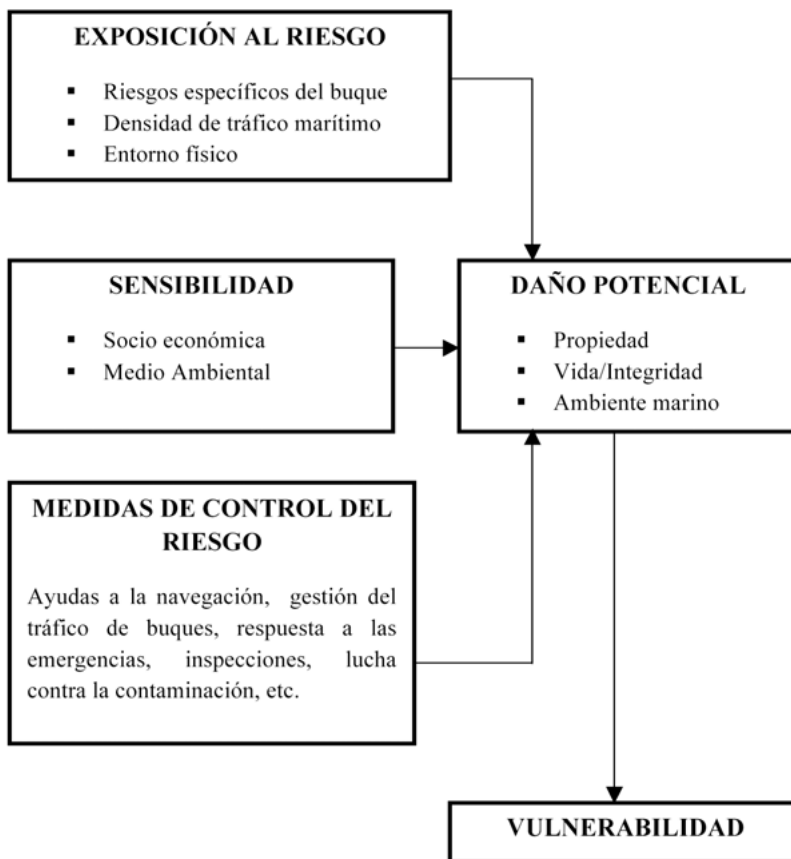 EXPOSICIÓN AL RIESGO
▪ Riesgos específicos del buque
▪ Densidad de tráfico marítimo
▪ Entorno físico
SENSIBILIDAD
▪ Socio económica
▪ Medio Ambiental
DAÑO POTENCIAL
▪ Propiedad
▪ Vida/Integridad
▪ Ambiente marino
MEDIDAS DE CONTROL DEL
RIESGO
Ayudas a la navegación, gestión del
tráfico de buques, respuesta a las
emergencias, inspecciones, lucha
contra la contaminación, etc.
VULNERABILIDAD